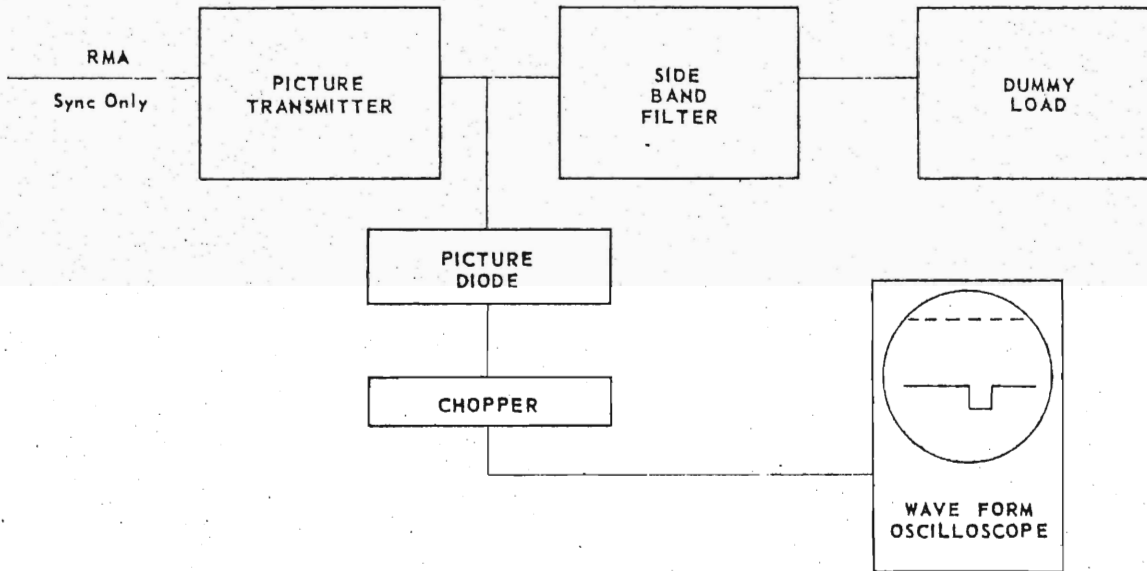 RMA
Sync Only
PICTURE
TRANSMITTER
SIDE
BAND
FILTER
DUMMY
LOAD
PICTURE
DIODE
CHOPPER
WAVE FORM
OSCILLOSCOPE